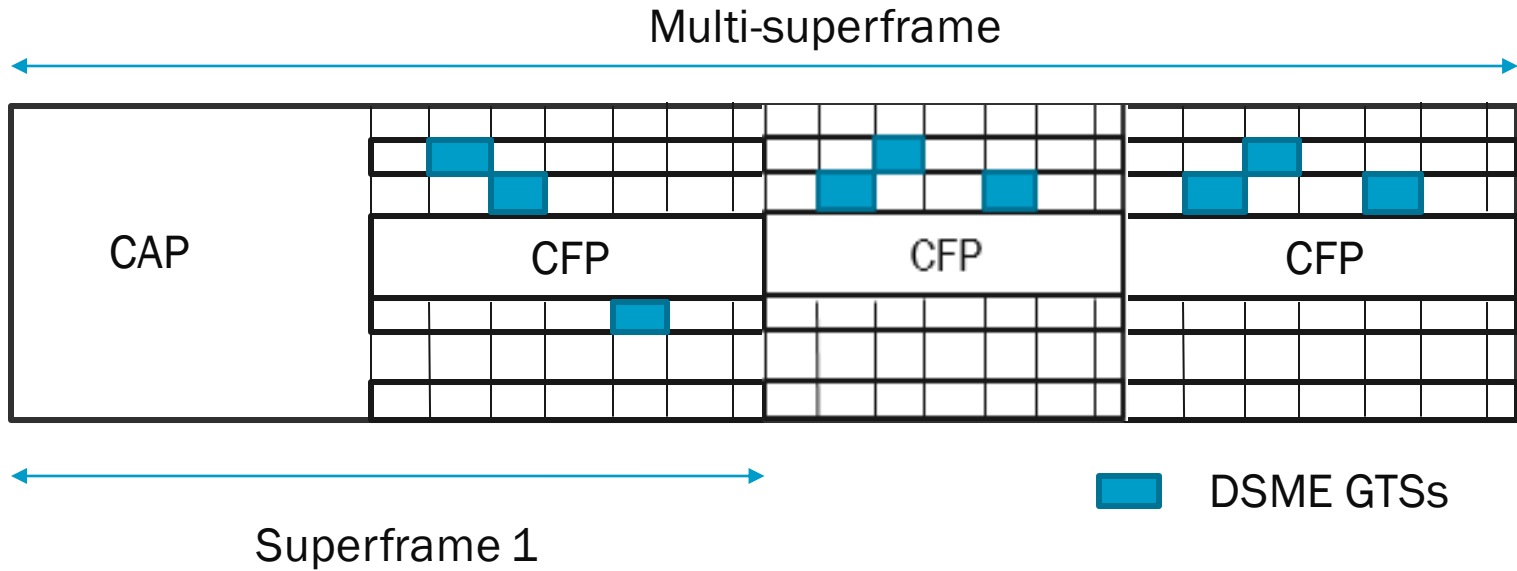 Multi-superframe
CAP
CFP
CFP
CFP
DSME GTSs
Superframe 1